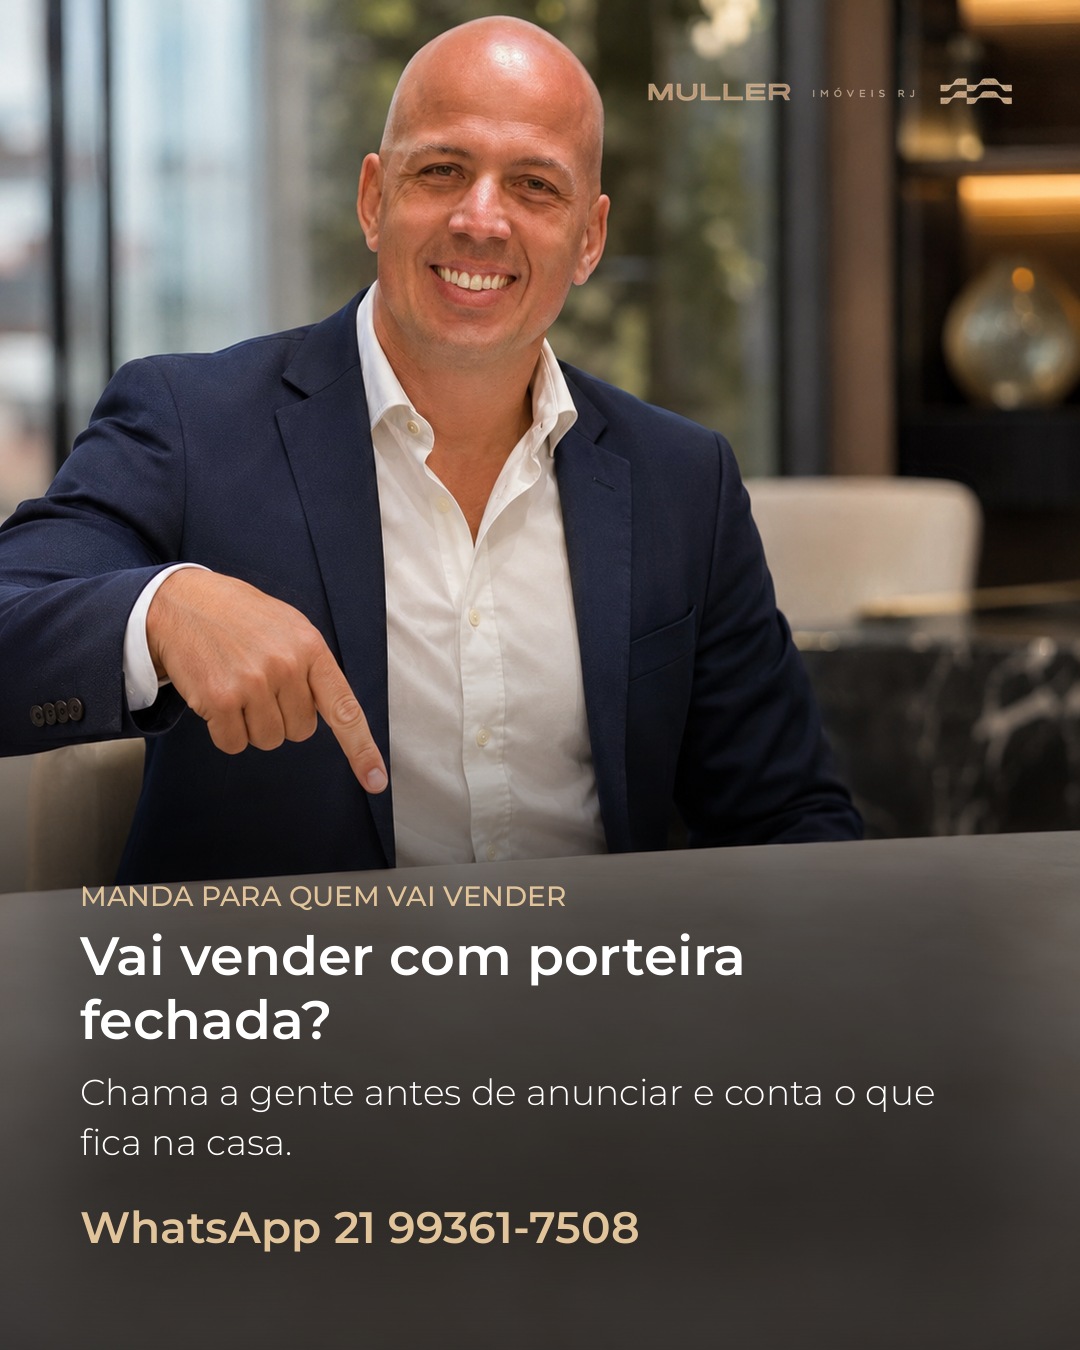 MULLER IMÓVEIS RJ
MANDA PARA QUEM VAI VENDER
Vai vender com porteira
fechada?
Chama a gente antes de anunciar e conta o que
fica na casa.
WhatsApp 21 99361-7508